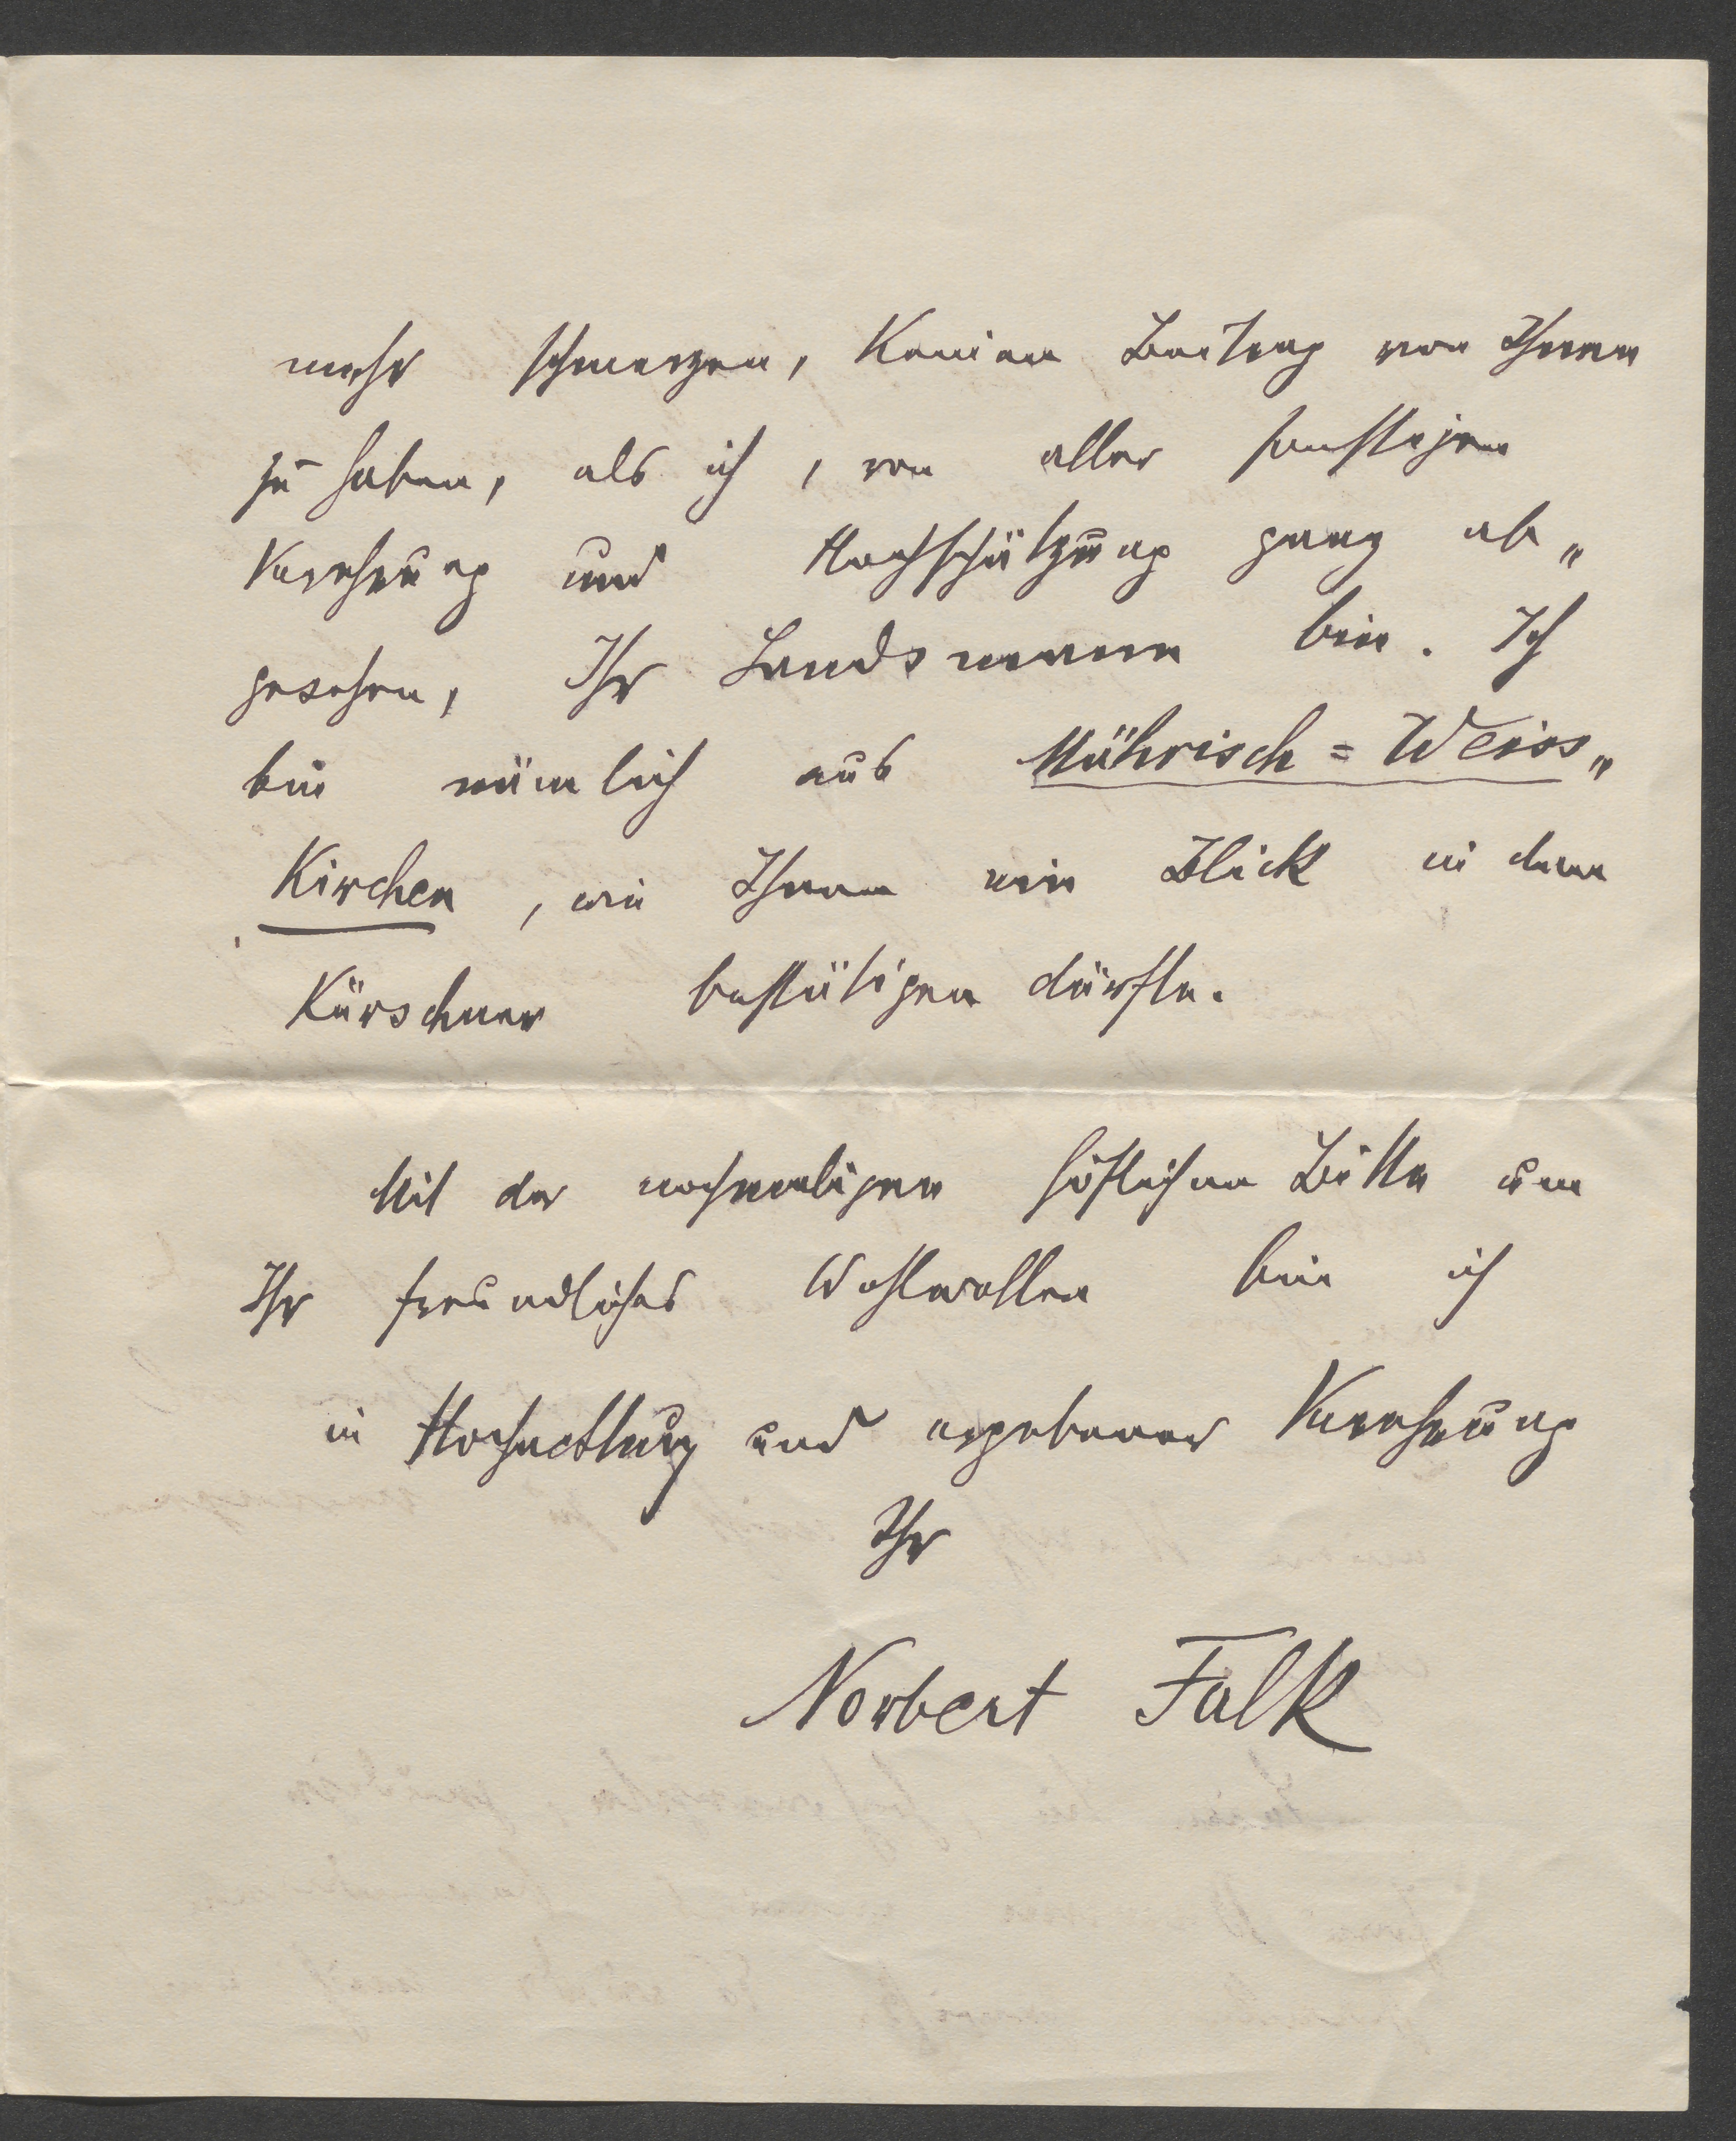 mehr schmerzen, keinen Beitrag von Ihnen
zu haben, als ich, von aller sonstigen
Verehrung und Hochschätzung ganz ab„
gesehen, Ihr Landsmann bin. Ich
bin nämlich aus Mährisch = Weiss„
Kirchen, wie Ihnen ein Blick in den
Kürschner bestätigen dürfte.
Mit der nochmaligen höflichen Bitte um
Ihr freundliches Wohlwollen bin ich
in Hochachtung und ergebener Verehrung
Ihr
Norbert Falk